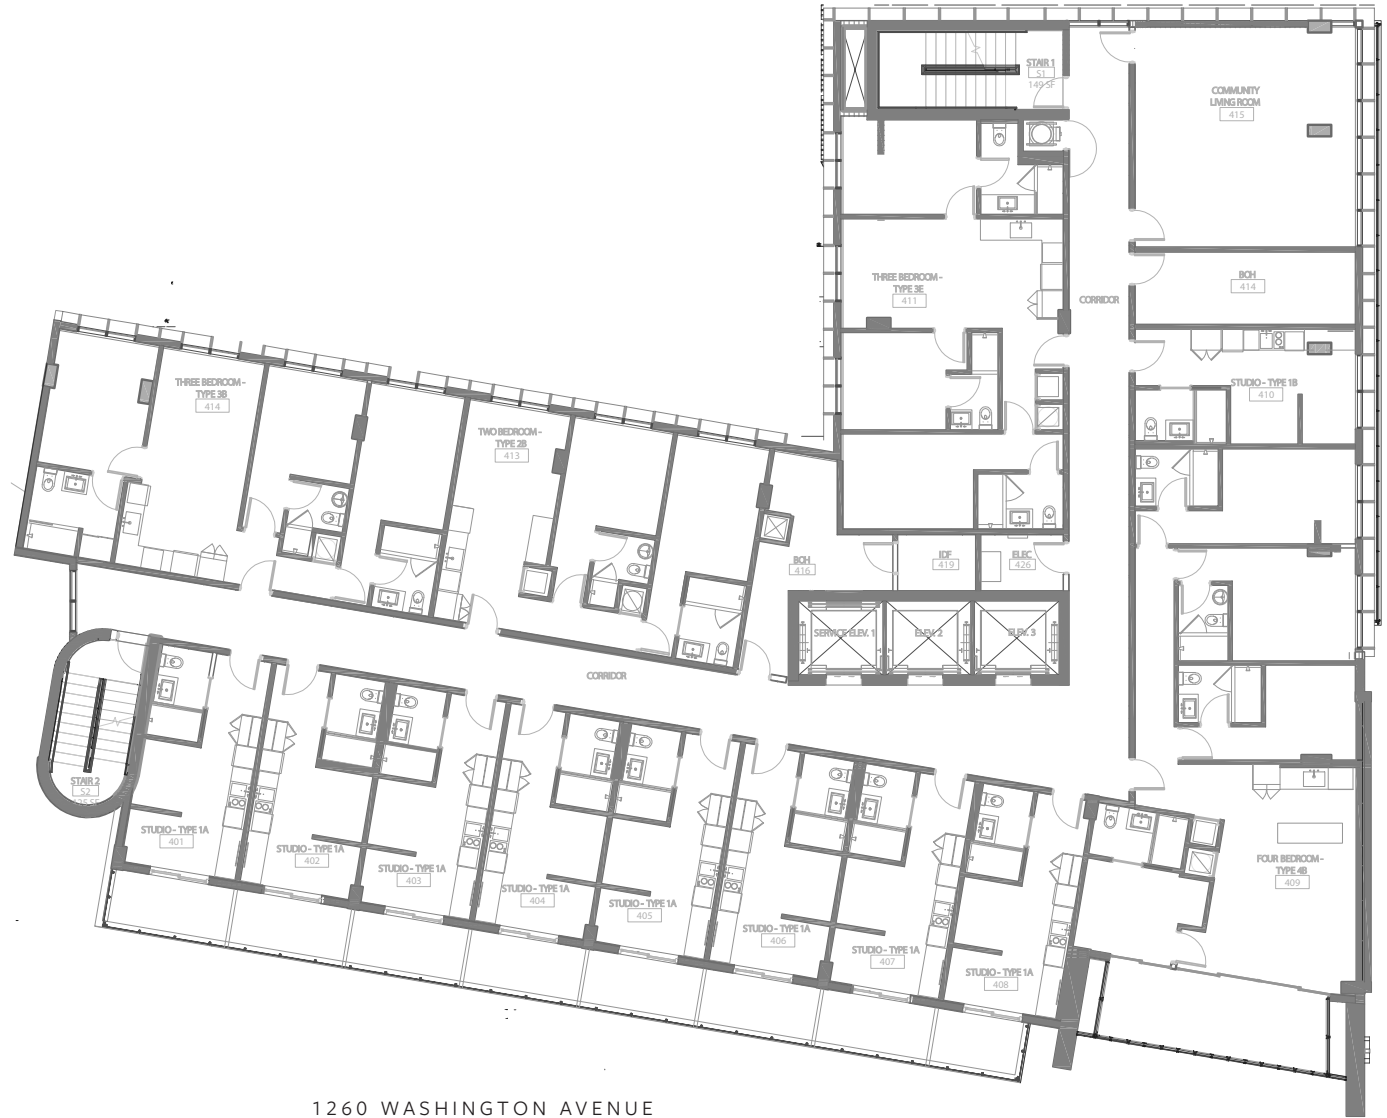 STAIR 1
S1
149 SF
COMMUNITY
LIVING ROOM
415
THREE BEDROOM -
TYPE 3E
411
CORRIDOR
BOH
414
STUDIO - TYPE 1B
410
THREE BEDROOM -
TYPE 3B
414
TWO BEDROOM -
TYPE 2B
413
BOH
416
IDF
419
ELEC
426
SERVICE ELEV. 1
ELEV. 2
ELEV. 3
CORRIDOR
STAIR 2
S2
STUDIO - TYPE 1A
401
STUDIO - TYPE 1A
402
STUDIO - TYPE 1A
403
STUDIO - TYPE 1A
404
STUDIO - TYPE 1A
405
STUDIO - TYPE 1A
406
STUDIO - TYPE 1A
407
STUDIO - TYPE 1A
408
FOUR BEDROOM -
TYPE 4B
409
1260 WASHINGTON AVENUE